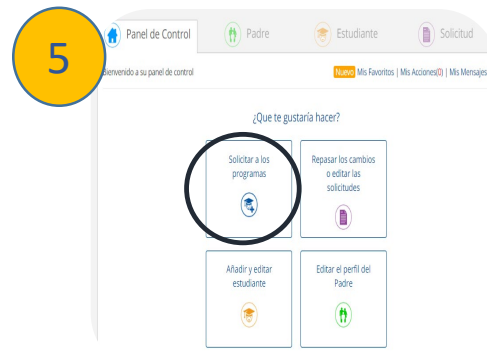 5
Panel de Control
Padre
Estudiante
Solicitud
Bienvenido a su panel de control
Nuevo Mis Favoritos | Mis Acciones(0) | Mis Mensajes
¿Que te gustaría hacer?
Solicitar a los
programas
Repasar los cambios
o editar las
solicitudes
Añadir y editar
estudiante
Editar el perfil del
Padre